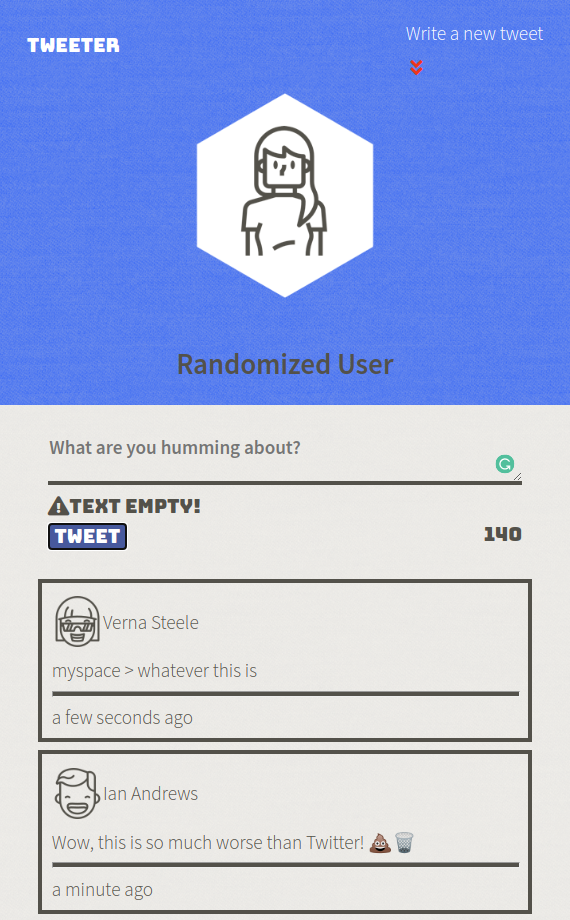 TWEETER
Write a new tweet
Randomized User
What are you humming about?
TEXT EMPTY!
TWEET
140
Verna Steele
myspace > whatever this is
a few seconds ago
Ian Andrews
Wow, this is so much worse than Twitter! 💩🗑️
a minute ago